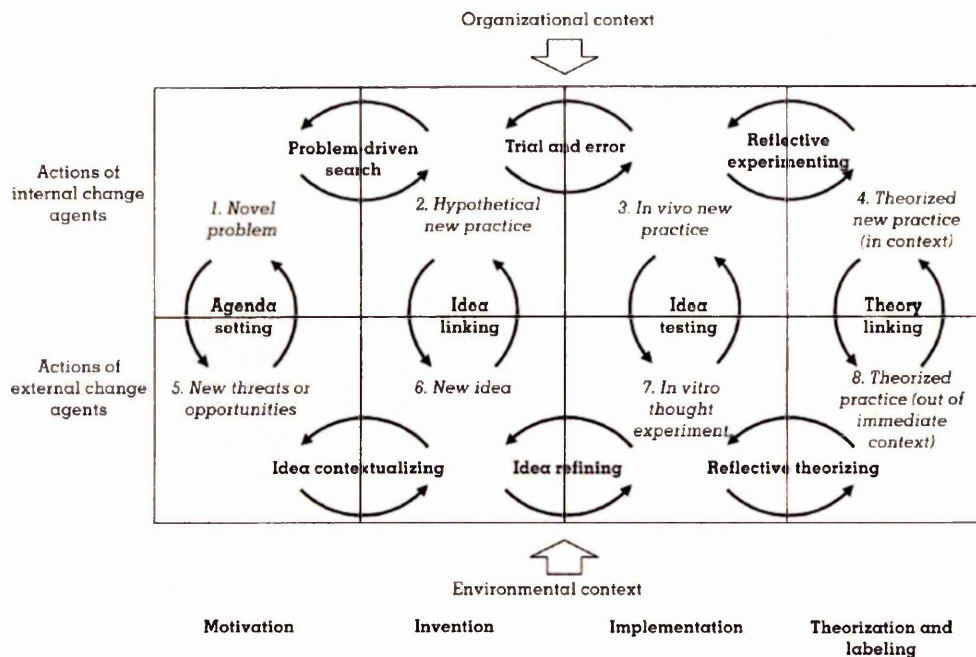 Organizational context
Actions of
internal change
agents
Problem-driven
search
Trial and error
Reflective
experimenting
1. Novel
problem
2. Hypothetical
new practice
3. In vivo new
practice
4. Theorized
new practice
(in context)
Agenda
setting
Idea
linking
Idea
testing
Theory
linking
Actions of
external change
agents
5. New threats or
opportunities
6. New idea
7. In vitro
thought
experiment
8. Theorized
practice (out of
immediate
context)
Idea contextualizing
Idea refining
Reflective theorizing
Environmental context
Motivation
Invention
Implementation
Theorization and
labeling